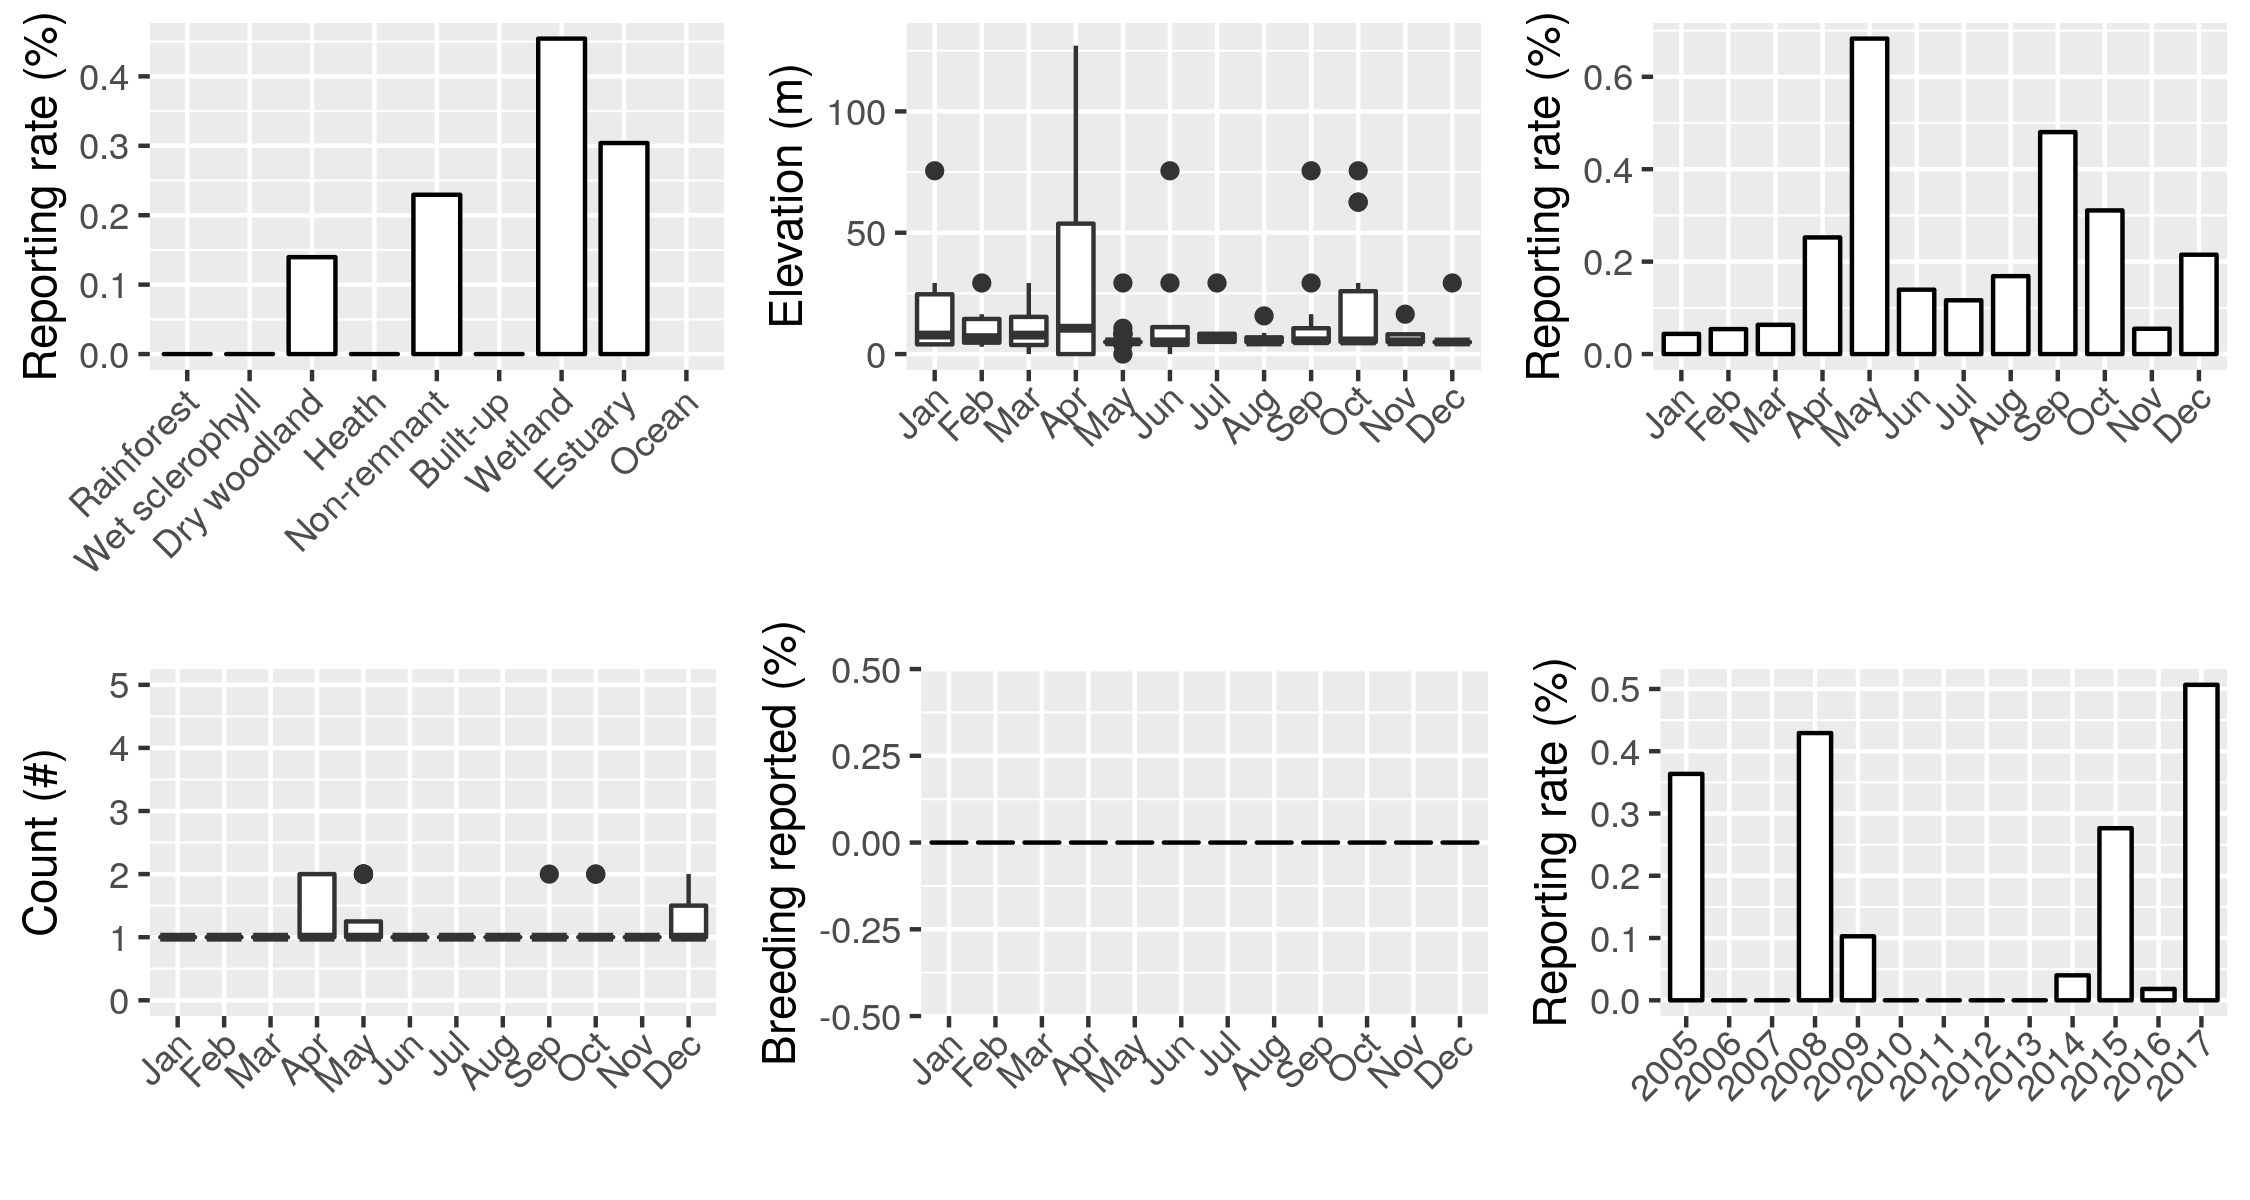 Reporting rate (%)
0.4
0.3
0.2
0.1
0.0
Rainforest
Wet sclerophyll
Dry woodland
Heath
Non-remnant
Built-up
Wetland
Estuary
Ocean
Elevation (m)
100
50
0
Jan
Feb
Mar
Apr
May
Jun
Jul
Aug
Sep
Oct
Nov
Dec
Reporting rate (%)
0.6
0.4
0.2
0.0
Jan
Feb
Mar
Apr
May
Jun
Jul
Aug
Sep
Oct
Nov
Dec
Count (#)
5
4
3
2
1
0
Jan
Feb
Mar
Apr
May
Jun
Jul
Aug
Sep
Oct
Nov
Dec
Breeding reported (%)
0.50
0.25
0.00
-0.25
-0.50
Jan
Feb
Mar
Apr
May
Jun
Jul
Aug
Sep
Oct
Nov
Dec
Reporting rate (%)
0.5
0.4
0.3
0.2
0.1
0.0
2005
2006
2007
2008
2009
2010
2011
2012
2013
2014
2015
2016
2017